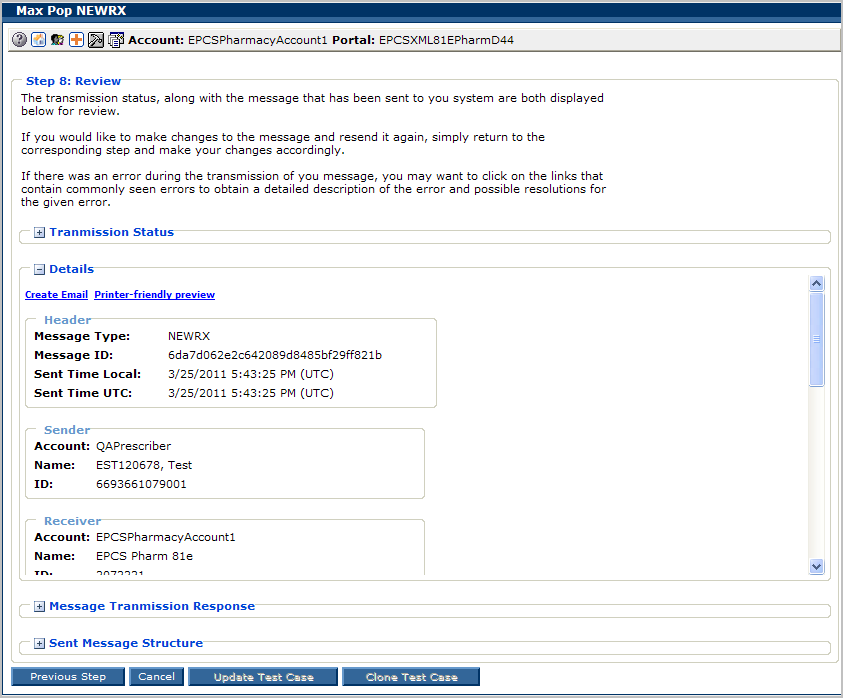 Max Pop NEWRX
Account: EPCSPharmacyAccount1 Portal: EPCSXML81EPharmD44
Step 8: Review
The transmission status, along with the message that has been sent to you system are both displayed
below for review.
If you would like to make changes to the message and resend it again, simply return to the
corresponding step and make your changes accordingly.
If there was an error during the transmission of you message, you may want to click on the links that
contain commonly seen errors to obtain a detailed description of the error and possible resolutions for
the given error.
Tranmission Status
Details
Create Email Printer-friendly preview
Header
Message Type: NEWRX
Message ID: 6da7d062e2c642089d8485bf29ff821b
Sent Time Local: 3/25/2011 5:43:25 PM (UTC)
Sent Time UTC: 3/25/2011 5:43:25 PM (UTC)
Sender
Account: QAPrescriber
Name: EST120678, Test
ID: 6693661079001
Receiver
Account: EPCSPharmacyAccount1
Name: EPCS Pharm 81e
ID:
Message Tranmission Response
Sent Message Structure
Previous Step Cancel Update Test Case Clone Test Case